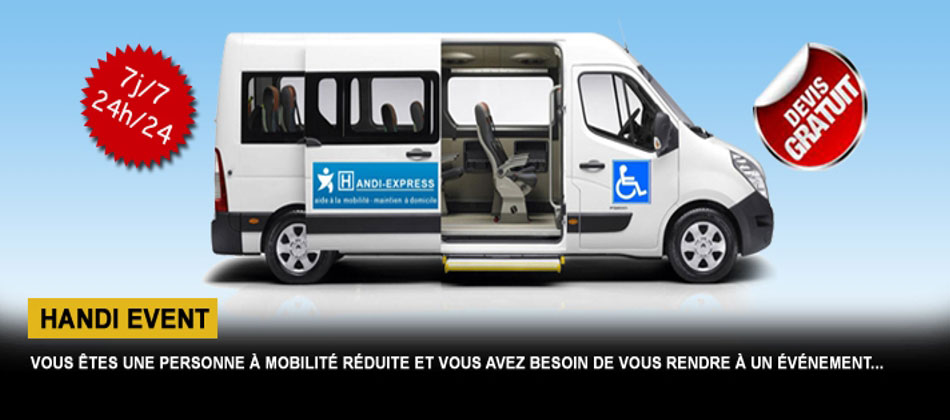 7j/7
24h/24
DEVIS
GRATUIT
HANDI-EXPRESS
aide à la mobilité - maintien à domicile
HANDI EVENT
VOUS ÊTES UNE PERSONNE À MOBILITÉ RÉDUITE ET VOUS AVEZ BESOIN DE VOUS RENDRE À UN ÉVÉNEMENT...